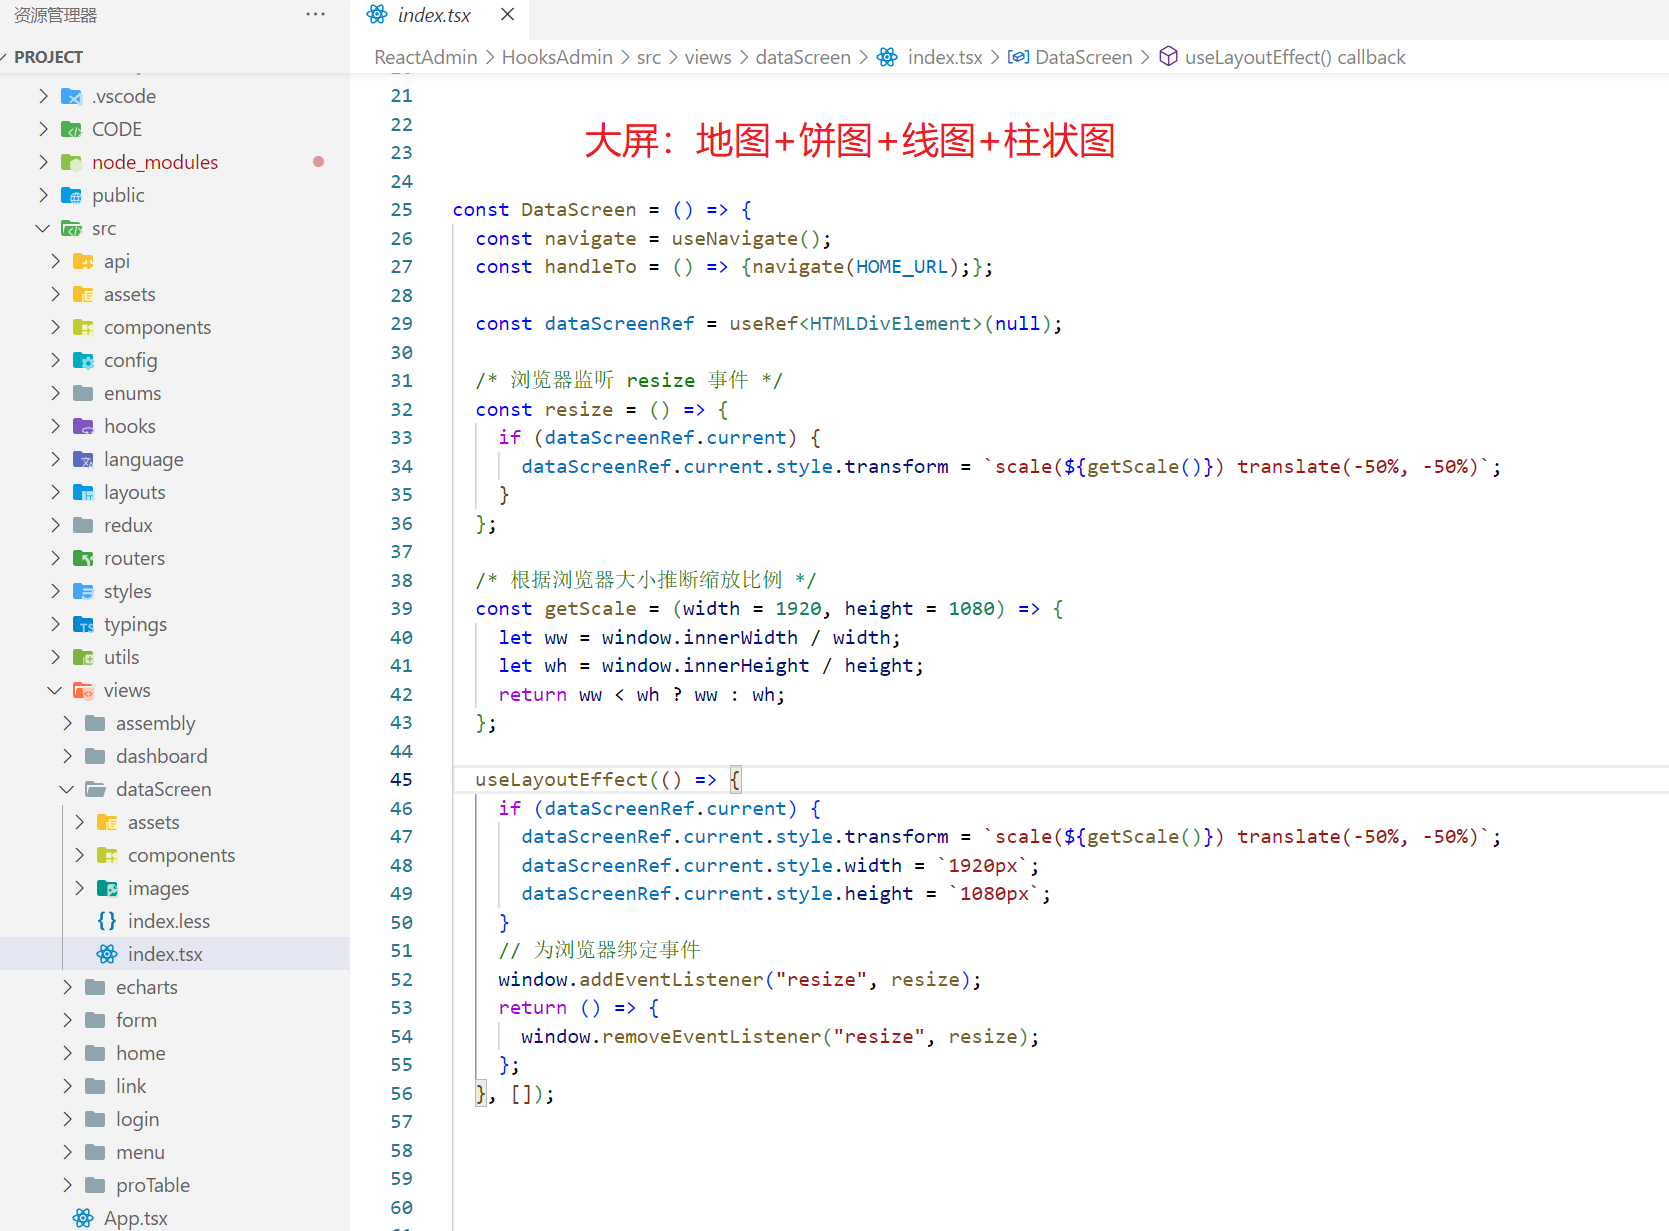 资源管理器
···
index.tsx
PROJECT
ReactAdmin > HooksAdmin > src > views > dataScreen > index.tsx > DataScreen > useLayoutEffect() callback
.vscode
CODE
node_modules
public
src
api
assets
components
config
enums
hooks
language
layouts
redux
routers
styles
typings
utils
views
assembly
dashboard
dataScreen
assets
components
images
index.less
index.tsx
echarts
form
home
link
login
menu
proTable
App.tsx
21
22
大屏：地图+饼图+线图+柱状图
23
24
25 const DataScreen = () => {
26 const navigate = useNavigate();
27 const handleTo = () => {navigate(HOME_URL);};
28
29 const dataScreenRef = useRef<HTMLDivElement>(null);
30
31 /* 浏览器监听 resize 事件 */
32 const resize = () => {
33 if (dataScreenRef.current) {
34 dataScreenRef.current.style.transform = `scale(${getScale()}) translate(-50%, -50%)`;
35 }
36 };
37
38 /* 根据浏览器大小推断缩放比例 */
39 const getScale = (width = 1920, height = 1080) => {
40 let ww = window.innerWidth / width;
41 let wh = window.innerHeight / height;
42 return ww < wh ? ww : wh;
43 };
44
45 useLayoutEffect(() => {
46 if (dataScreenRef.current) {
47 dataScreenRef.current.style.transform = `scale(${getScale()}) translate(-50%, -50%)`;
48 dataScreenRef.current.style.width = `1920px`;
49 dataScreenRef.current.style.height = `1080px`;
50 }
51 // 为浏览器绑定事件
52 window.addEventListener("resize", resize);
53 return () => {
54 window.removeEventListener("resize", resize);
55 };
56 }, []);
57
58
59
60